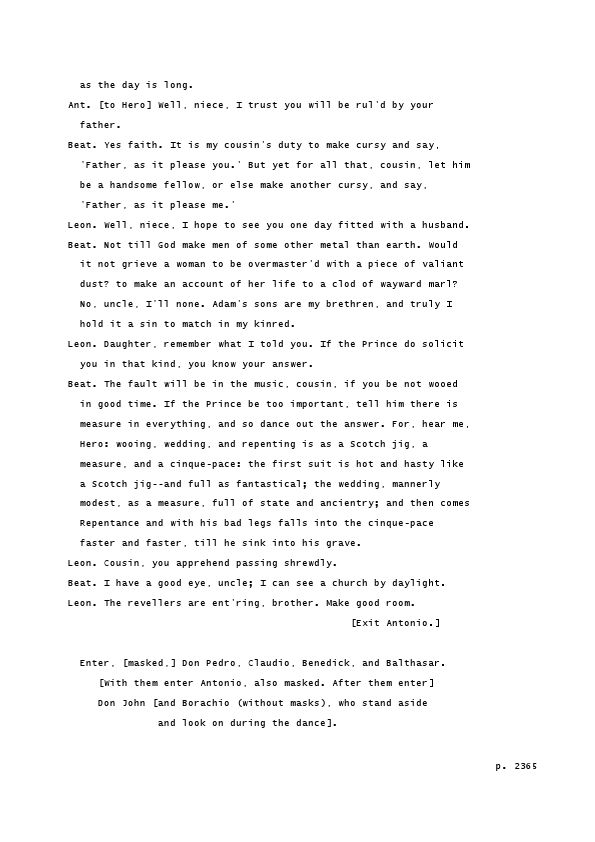 as the day is long.
Ant. [to Hero] Well, niece, I trust you will be rul'd by your
father.
Beat. Yes faith. It is my cousin's duty to make cursy and say,
'Father, as it please you.' But yet for all that, cousin, let him
be a handsome fellow, or else make another cursy, and say,
'Father, as it please me.'
Leon. Well, niece, I hope to see you one day fitted with a husband.
Beat. Not till God make men of some other metal than earth. Would
it not grieve a woman to be overmaster'd with a piece of valiant
dust? to make an account of her life to a clod of wayward marl?
No, uncle, I'll none. Adam's sons are my brethren, and truly I
hold it a sin to match in my kinred.
Leon. Daughter, remember what I told you. If the Prince do solicit
you in that kind, you know your answer.
Beat. The fault will be in the music, cousin, if you be not wooed
in good time. If the Prince be too important, tell him there is
measure in everything, and so dance out the answer. For, hear me,
Hero: wooing, wedding, and repenting is as a Scotch jig, a
measure, and a cinque-pace: the first suit is hot and hasty like
a Scotch jig--and full as fantastical; the wedding, mannerly
modest, as a measure, full of state and ancientry; and then comes
Repentance and with his bad legs falls into the cinque-pace
faster and faster, till he sink into his grave.
Leon. Cousin, you apprehend passing shrewdly.
Beat. I have a good eye, uncle; I can see a church by daylight.
Leon. The revellers are ent'ring, brother. Make good room.
[Exit Antonio.]
Enter, [masked,] Don Pedro, Claudio, Benedick, and Balthasar.
[With them enter Antonio, also masked. After them enter]
Don John [and Borachio (without masks), who stand aside
and look on during the dance].
p. 2365